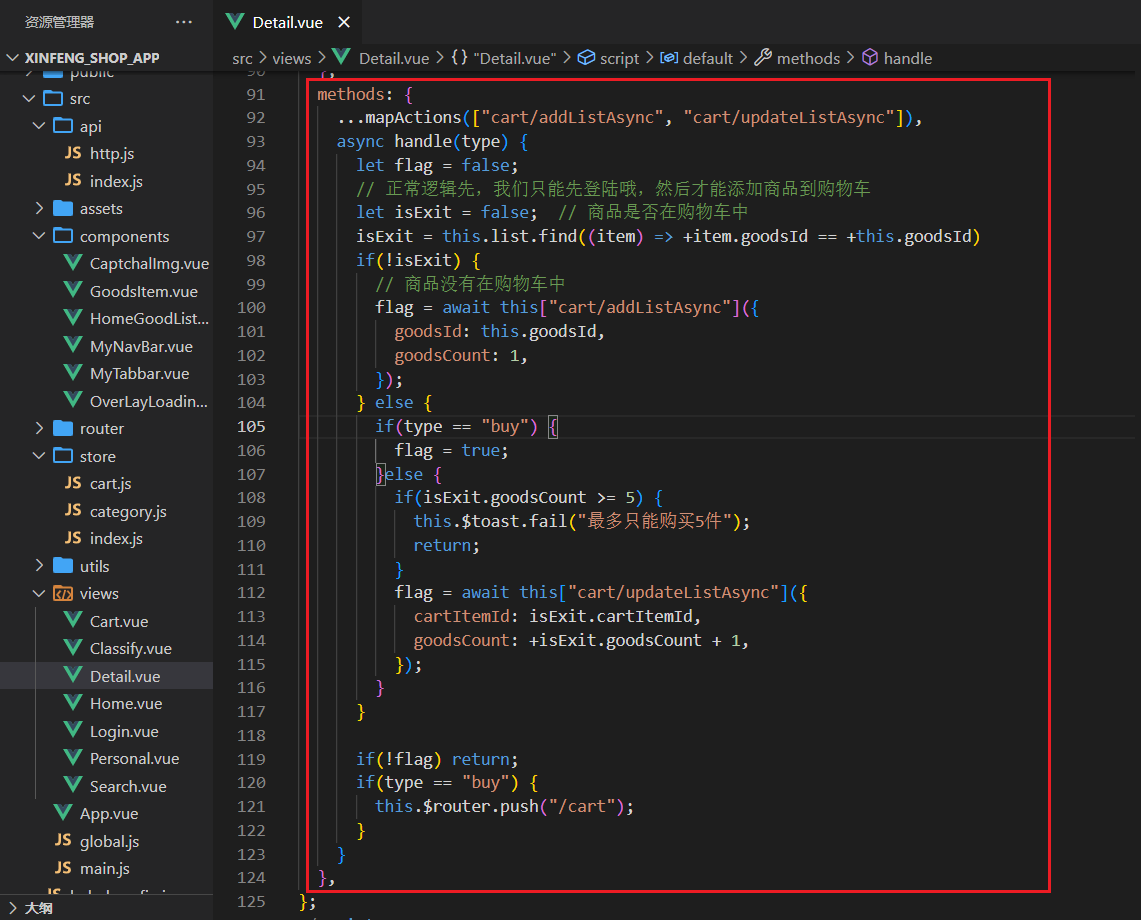 资源管理器
···
XINFENG_SHOP_APP
public
src
api
JS http.js
JS index.js
assets
components
CaptchaImg.vue
GoodsItem.vue
HomeGoodList...
MyNavBar.vue
MyTabbar.vue
OverLayLoadin...
router
store
JS cart.js
JS category.js
JS index.js
utils
views
Cart.vue
Classify.vue
Detail.vue
Home.vue
Login.vue
Personal.vue
Search.vue
App.vue
JS global.js
JS main.js
大纲
Detail.vue ×
src > views > Detail.vue > {} "Detail.vue" > script > default > methods > handle
90 },
91 methods: {
92 ...mapActions(["cart/addListAsync", "cart/updateListAsync"]),
93 async handle(type) {
94 let flag = false;
95 // 正常逻辑先，我们只能先登陆哦，然后才能添加商品到购物车
96 let isExit = false; // 商品是否在购物车中
97 isExit = this.list.find((item) => +item.goodsId == +this.goodsId)
98 if(!isExit) {
99 // 商品没有在购物车中
100 flag = await this["cart/addListAsync"]({
101 goodsId: this.goodsId,
102 goodsCount: 1,
103 });
104 } else {
105 if(type == "buy") {
106 flag = true;
107 }else {
108 if(isExit.goodsCount >= 5) {
109 this.$toast.fail("最多只能购买5件");
110 return;
111 }
112 flag = await this["cart/updateListAsync"]({
113 cartItemId: isExit.cartItemId,
114 goodsCount: +isExit.goodsCount + 1,
115 });
116 }
117 }
118
119 if(!flag) return;
120 if(type == "buy") {
121 this.$router.push("/cart");
122 }
123 }
124 },
125 };